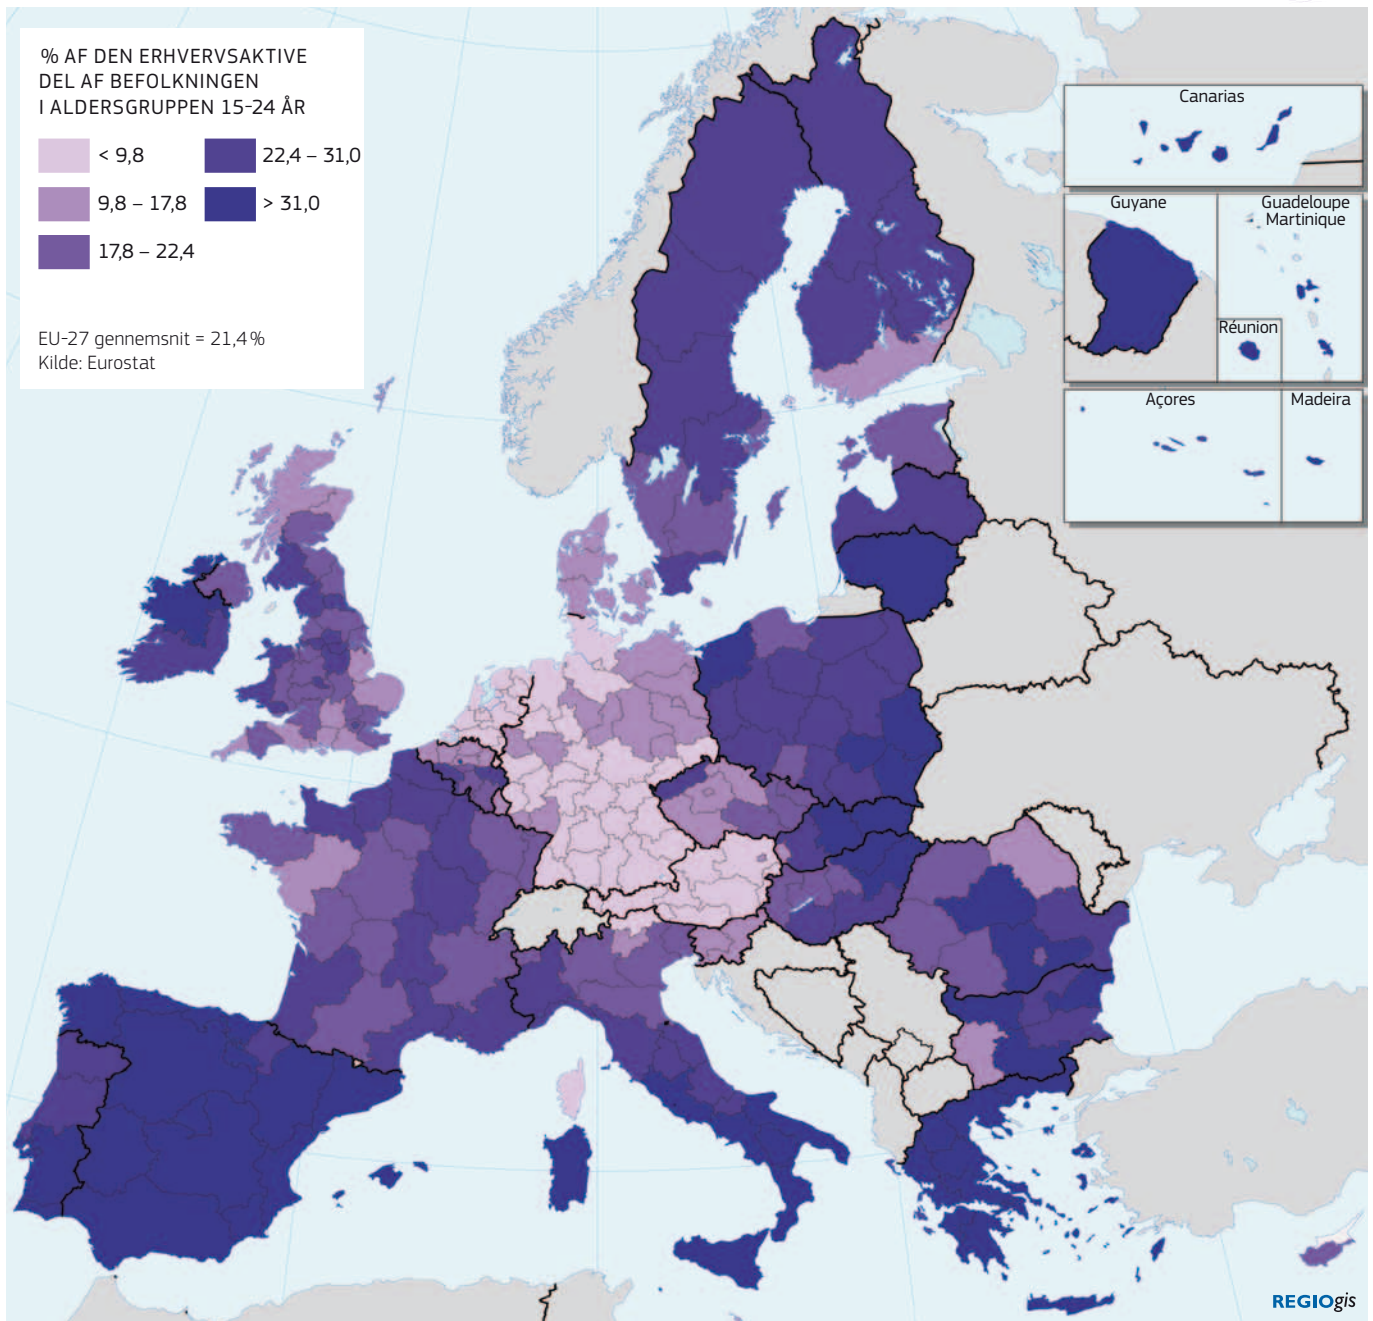 % AF DEN ERHVERVSAKTIVE
DEL AF BEFOLKNINGEN
I ALDERSGRUPPEN 15-24 ÅR
< 9,8
22,4 – 31,0
9,8 – 17,8
> 31,0
17,8 – 22,4
EU-27 gennemsnit = 21,4 %
Kilde: Eurostat
Canarias
Guyane
Guadeloupe
Martinique
Réunion
Açores
Madeira
REGIOgis